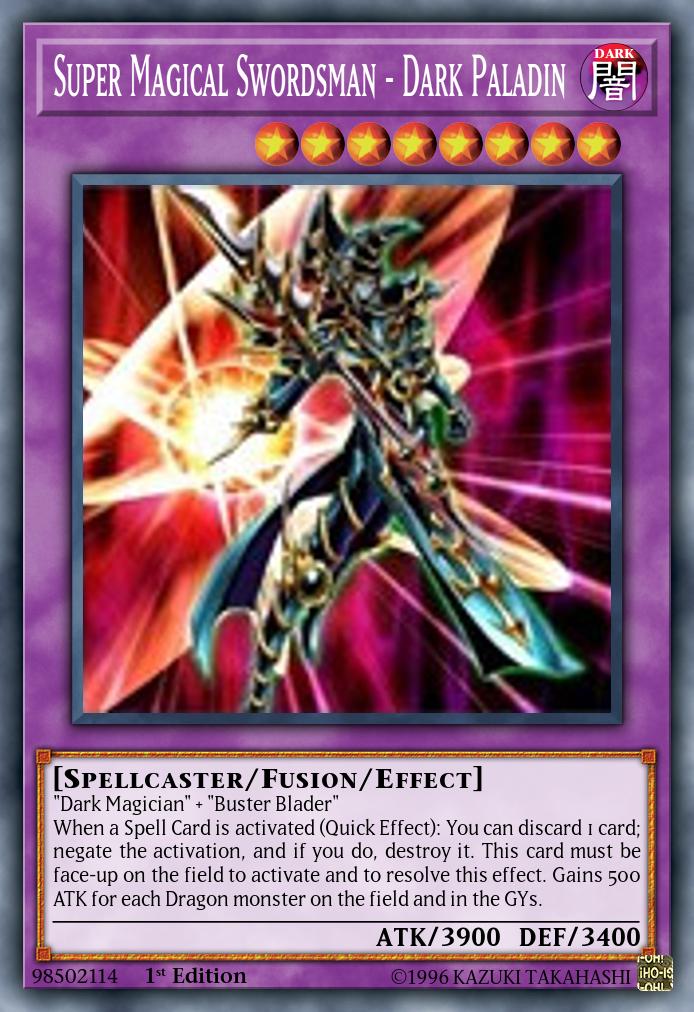 Super Magical Swordsman - Dark Paladin
DARK
闇
[Spellcaster/Fusion/Effect]
"Dark Magician" + "Buster Blader"
When a Spell Card is activated (Quick Effect): You can discard 1 card;
negate the activation, and if you do, destroy it. This card must be
face-up on the field to activate and to resolve this effect. Gains 500
ATK for each Dragon monster on the field and in the GYs.
ATK/3900 DEF/3400
98502114 1st Edition ©1996 KAZUKI TAKAHASHI